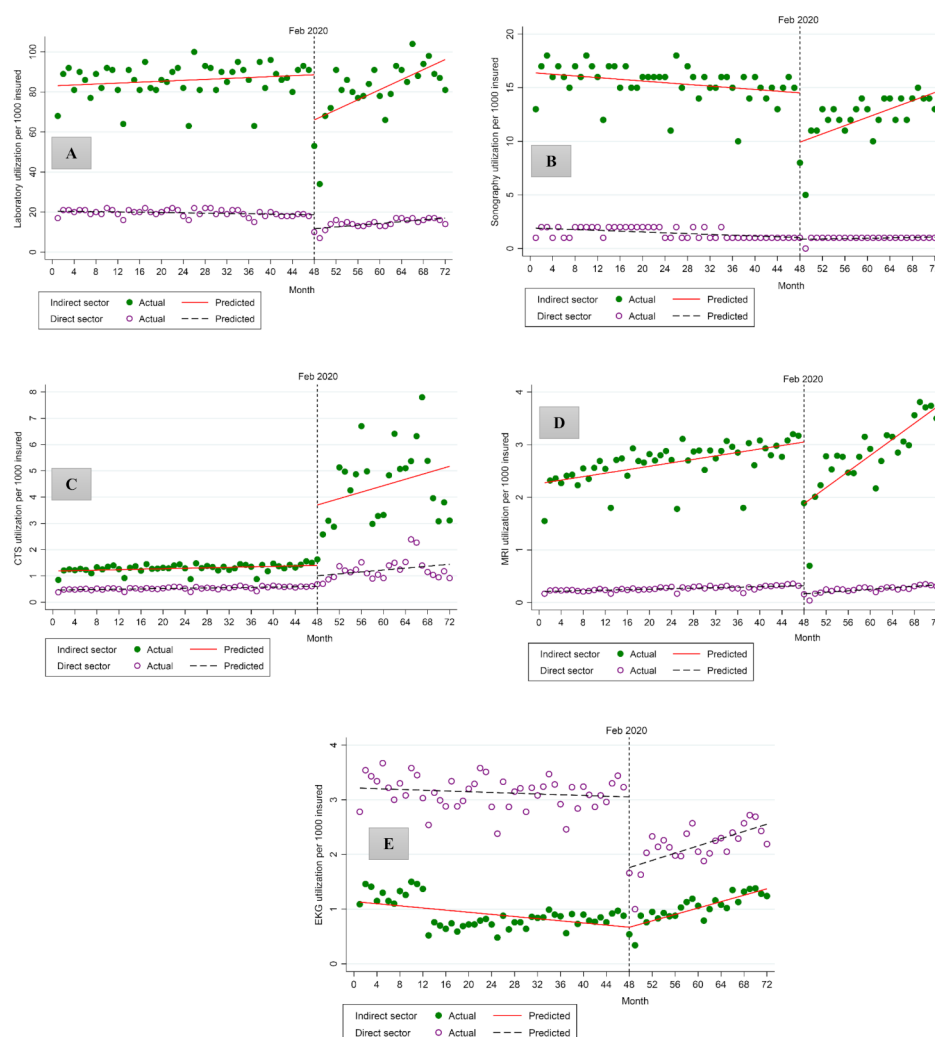 Feb 2020
Laboratory utilization per 1000 insured
100
80
60
40
20
0
A
0 4 8 12 16 20 24 28 32 36 40 44 48 52 56 60 64 68 72
Month
Indirect sector Actual Predicted
Direct sector Actual Predicted
Feb 2020
Sonography utilization per 1000 insured
20
15
10
5
0
B
0 4 8 12 16 20 24 28 32 36 40 44 48 52 56 60 64 68 72
Month
Indirect sector Actual Predicted
Direct sector Actual Predicted
Feb 2020
CTS utilization per 1000 insured
8
7
6
5
4
3
2
1
0
C
0 4 8 12 16 20 24 28 32 36 40 44 48 52 56 60 64 68 72
Month
Indirect sector Actual Predicted
Direct sector Actual Predicted
Feb 2020
MRI utilization per 1000 insured
4
3
2
1
0
D
0 4 8 12 16 20 24 28 32 36 40 44 48 52 56 60 64 68 72
Month
Indirect sector Actual Predicted
Direct sector Actual Predicted
Feb 2020
EKG utilization per 1000 insured
4
3
2
1
0
E
0 4 8 12 16 20 24 28 32 36 40 44 48 52 56 60 64 68 72
Month
Indirect sector Actual Predicted
Direct sector Actual Predicted